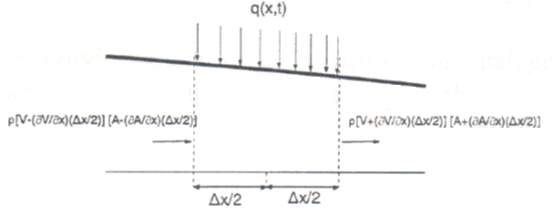 q(x,t)
ρ[V-(∂V/∂x)(Δx/2)] [A-(∂A/∂x)(Δx/2)]
ρ[V+(∂V/∂x)(Δx/2)] [A+(∂A/∂x)(Δx/2)]
Δx/2
Δx/2